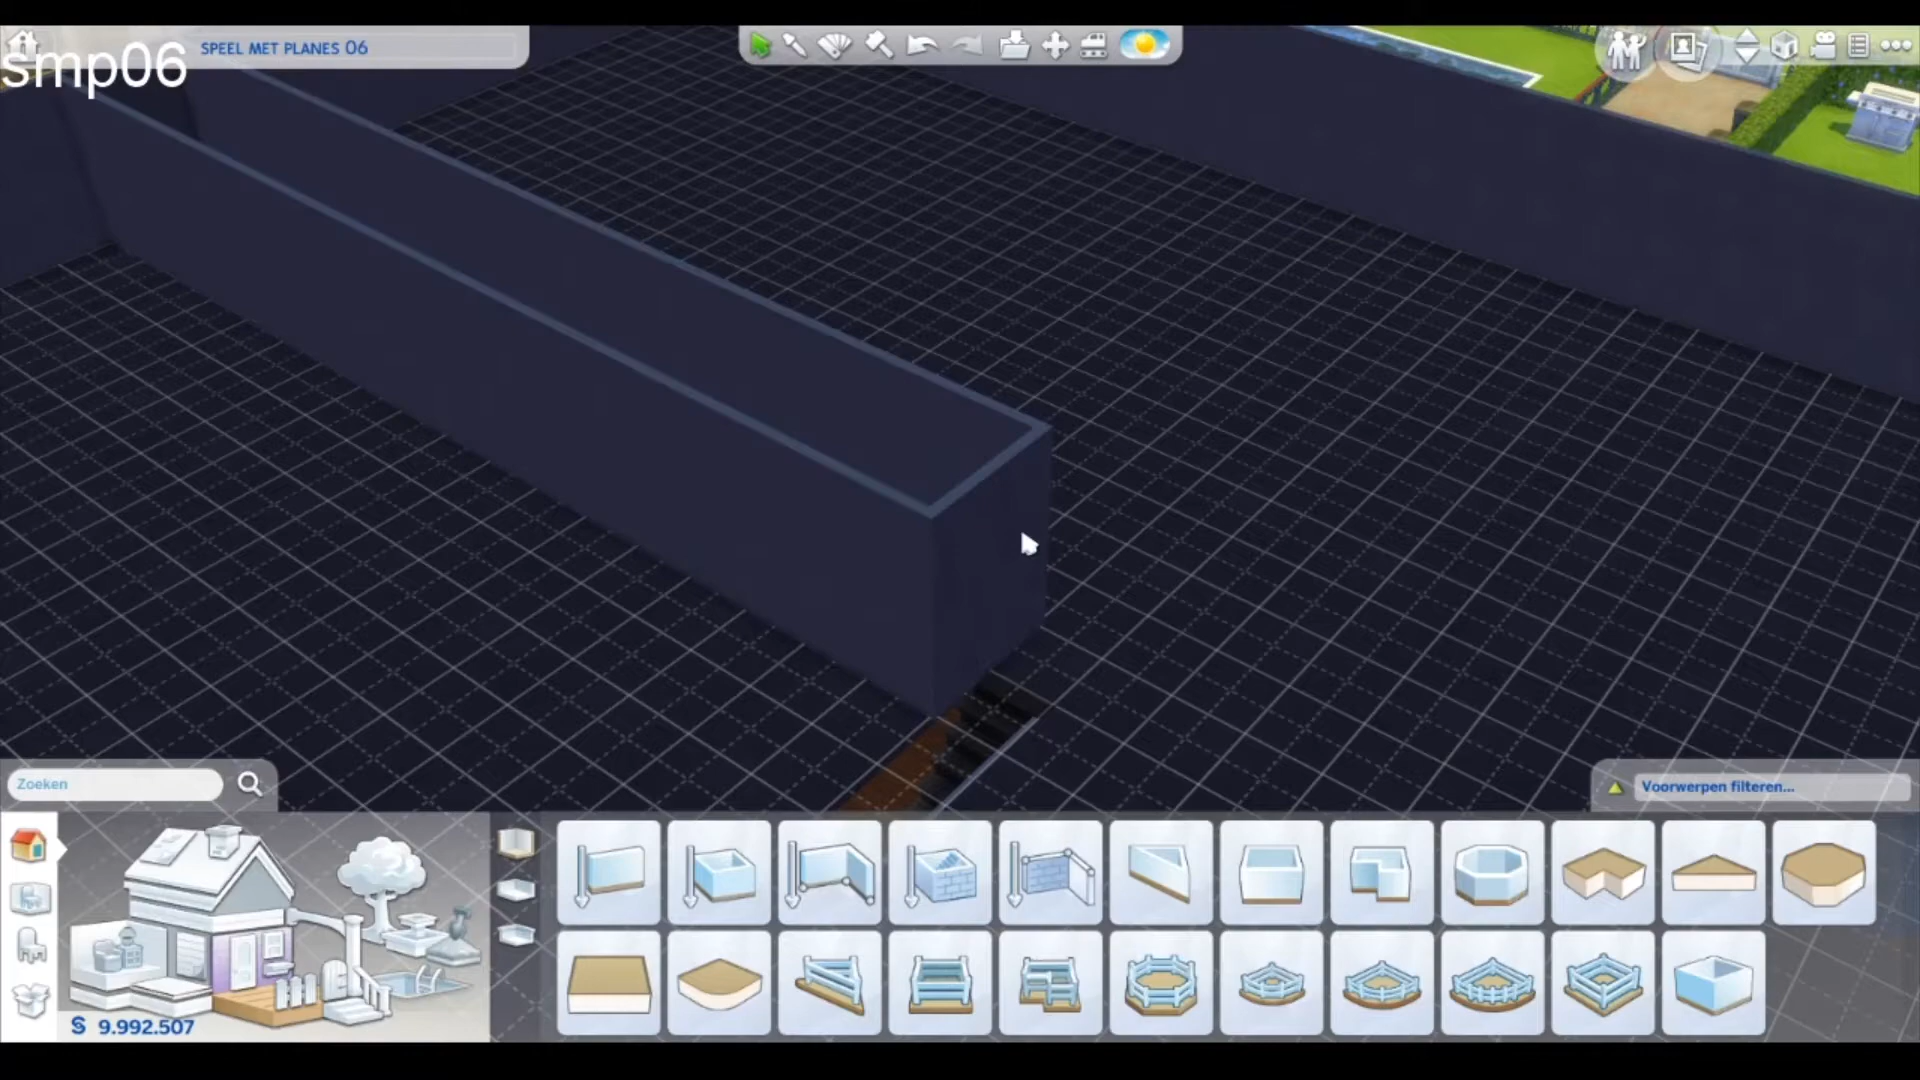 SPEEL MET PLANES 06
smp06
Zoeken
Voorwerpen filteren...
S 9.992.507